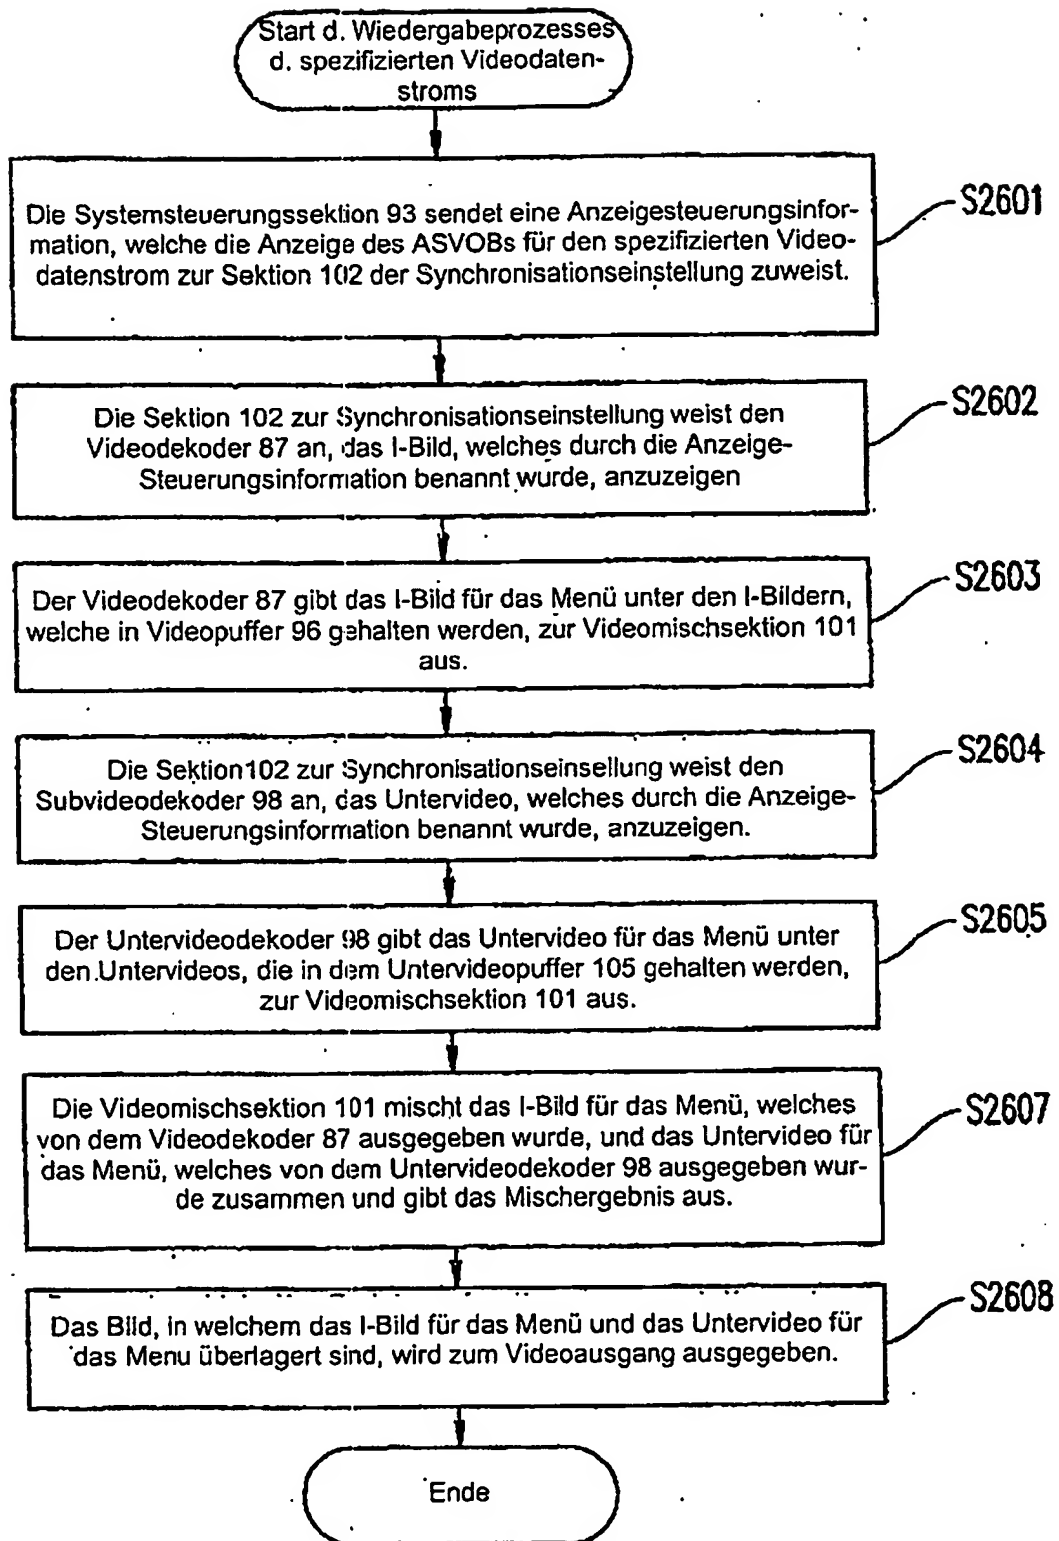 Start d. Wiedergabeprozesses
d. spezifizierten Videodaten-
stroms
Die Systemsteuerungssektion 93 sendet eine Anzeigesteuerungsinfor-
mation, welche die Anzeige des ASVOBs für den spezifizierten Video-
datenstrom zur Sektion 102 der Synchronisationseinstellung zuweist.
S2601
Die Sektion 102 zur Synchronisationseinstellung weist den
Videodekoder 87 an, das I-Bild, welches durch die Anzeige-
Steuerungsinformation benannt wurde, anzuzeigen
S2602
Der Videodekoder 87 gibt das I-Bild für das Menü unter den I-Bildern,
welche in Videopuffer 96 gehalten werden, zur Videomischsektion 101
aus.
S2603
Die Sektion102 zur Synchronisationseinsellung weist den
Subvideodekoder 98 an, das Untervideo, welches durch die Anzeige-
Steuerungsinformation benannt wurde, anzuzeigen.
S2604
Der Untervideodekoder 98 gibt das Untervideo für das Menü unter
den Untervideos, die in dem Untervideopuffer 105 gehalten werden,
zur Videomischsektion 101 aus.
S2605
Die Videomischsektion 101 mischt das I-Bild für das Menü, welches
von dem Videodekoder 87 ausgegeben wurde, und das Untervideo für
das Menü, welches von dem Untervideodekoder 98 ausgegeben wur-
de zusammen und gibt das Mischergebnis aus.
S2607
Das Bild, in welchem das I-Bild für das Menü und das Untervideo für
das Menu überlagert sind, wird zum Videoausgang ausgegeben.
S2608
Ende